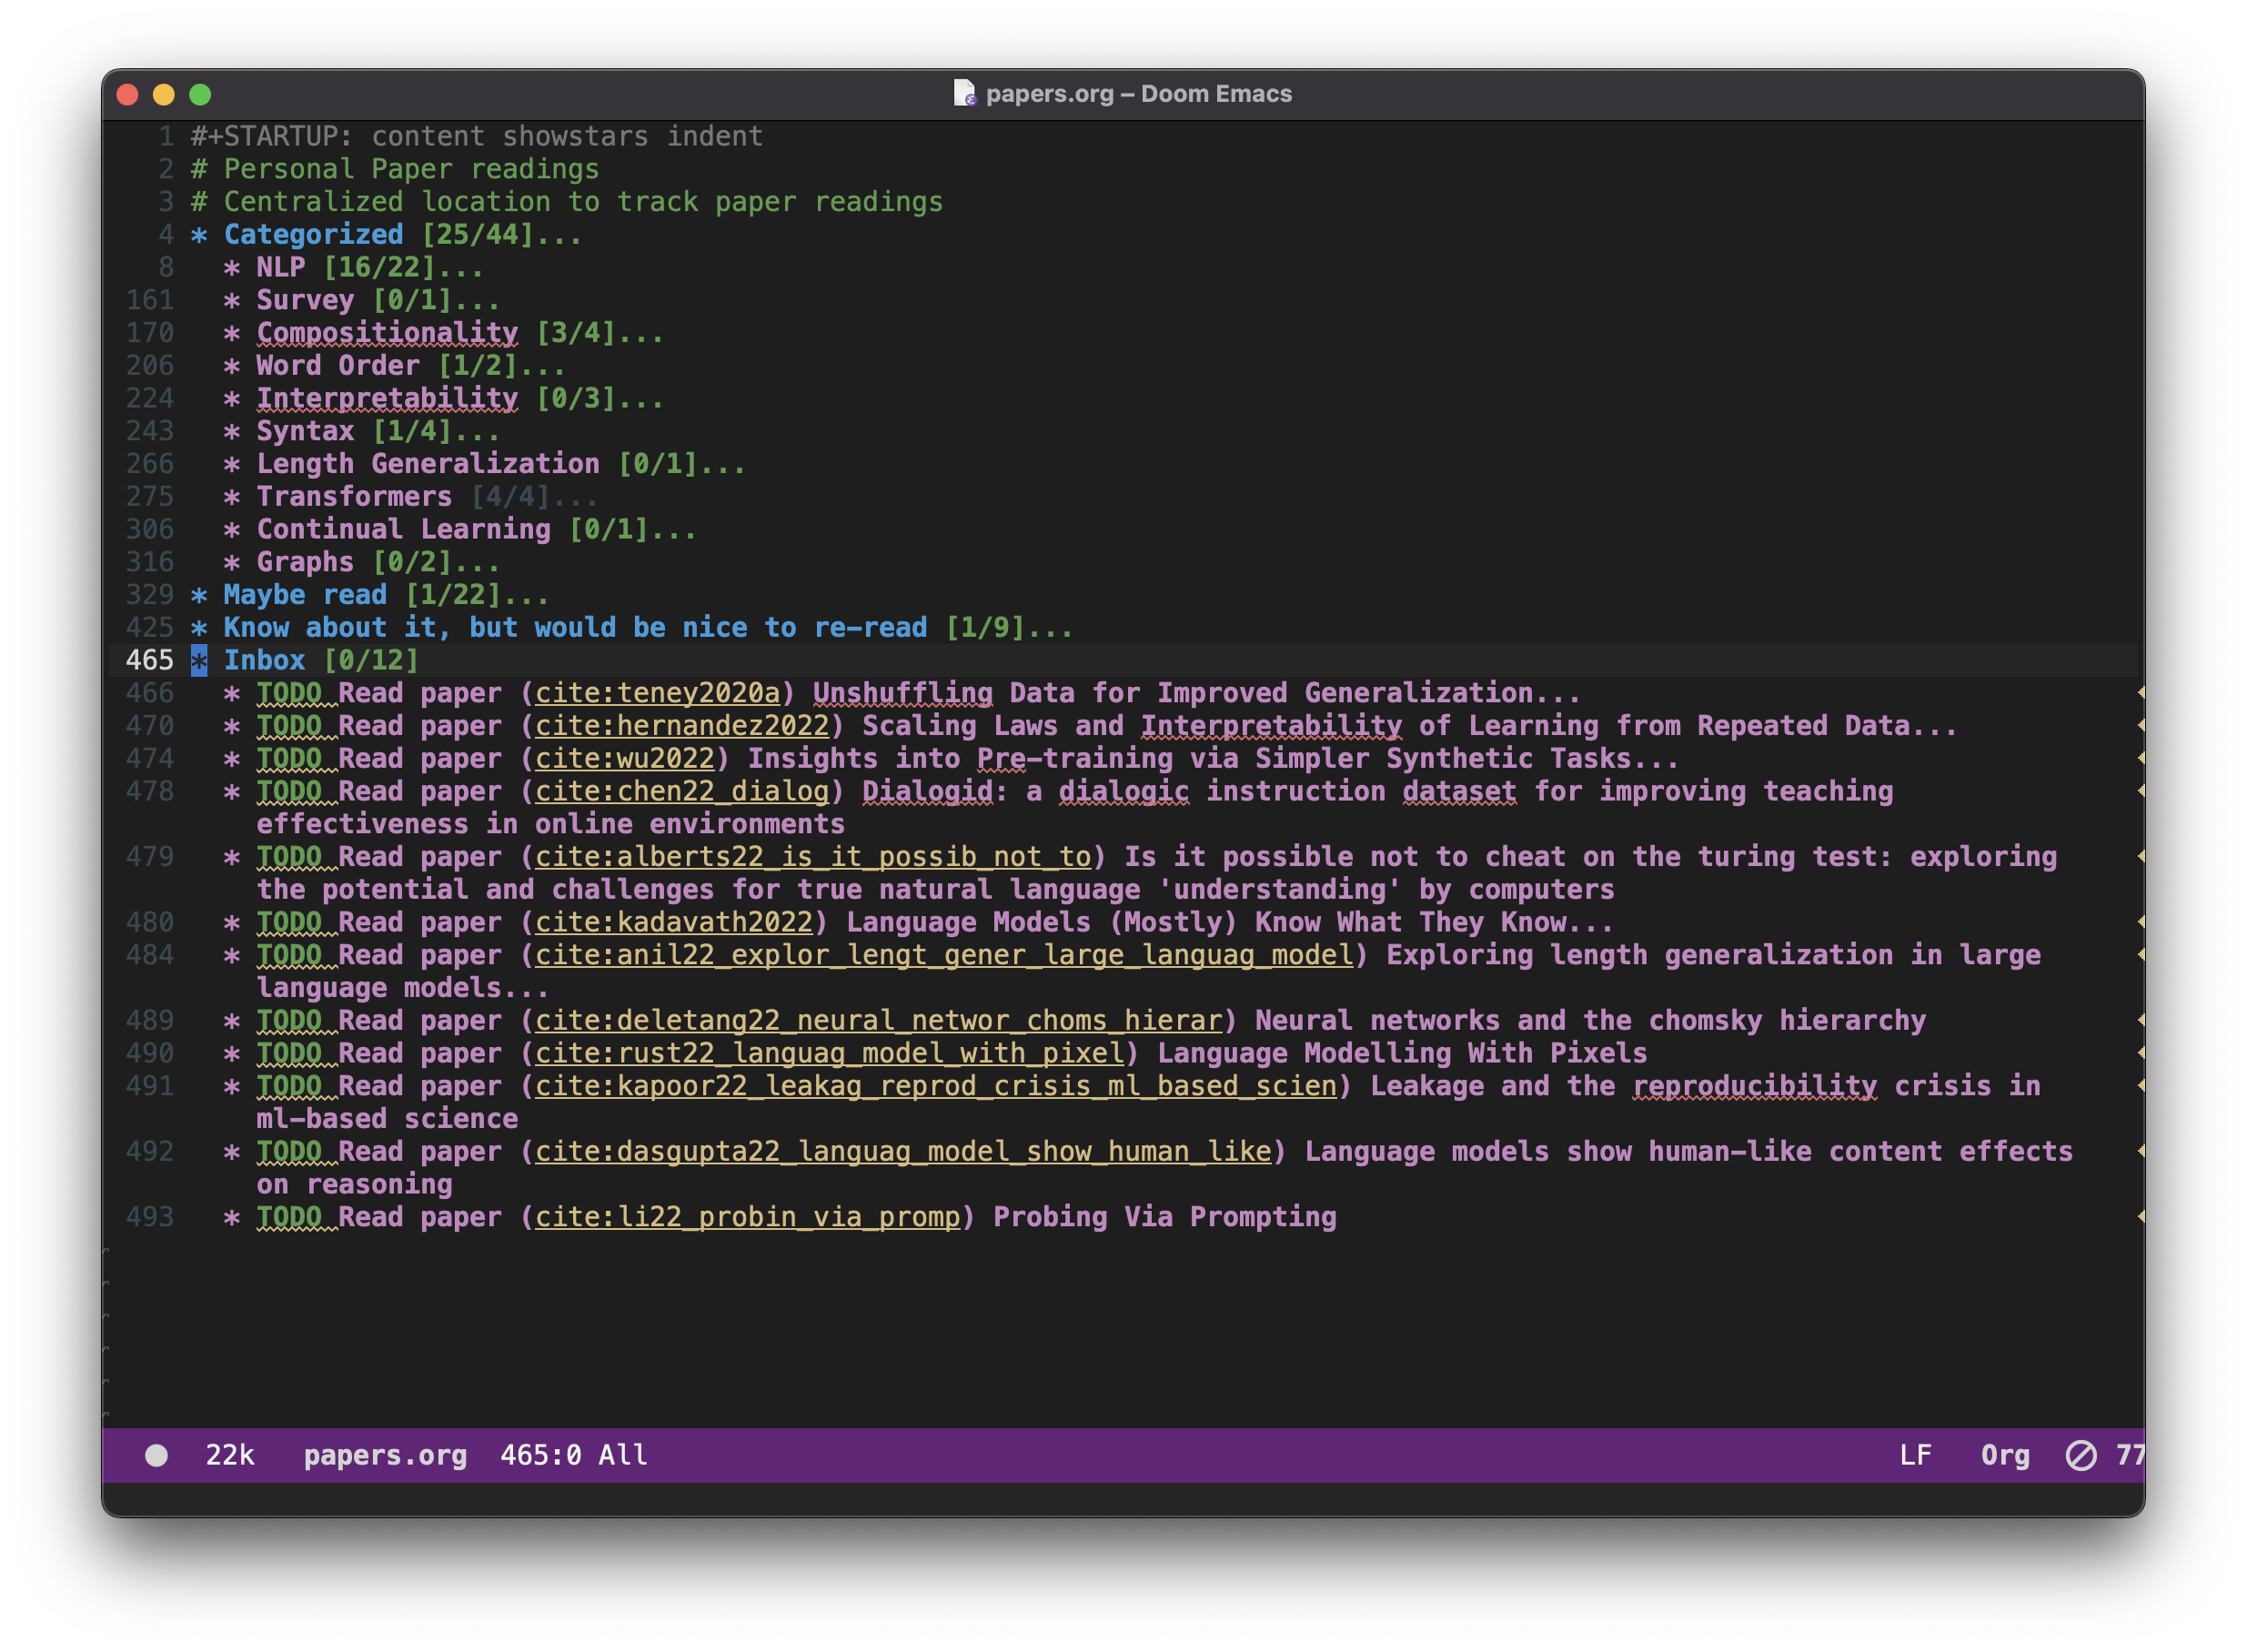 papers.org – Doom Emacs
1 #+STARTUP: content showstars indent
2 # Personal Paper readings
3 # Centralized location to track paper readings
4 * Categorized [25/44]...
8 * NLP [16/22]...
161 * Survey [0/1]...
170 * Compositionality [3/4]...
206 * Word Order [1/2]...
224 * Interpretability [0/3]...
243 * Syntax [1/4]...
266 * Length Generalization [0/1]...
275 * Transformers [4/4]...
306 * Continual Learning [0/1]...
316 * Graphs [0/2]...
329 * Maybe read [1/22]...
425 * Know about it, but would be nice to re-read [1/9]...
465 * Inbox [0/12]
466 * TODO Read paper (cite:teney2020a) Unshuffling Data for Improved Generalization...
470 * TODO Read paper (cite:hernandez2022) Scaling Laws and Interpretability of Learning from Repeated Data...
474 * TODO Read paper (cite:wu2022) Insights into Pre-training via Simpler Synthetic Tasks...
478 * TODO Read paper (cite:chen22_dialog) Dialogid: a dialogic instruction dataset for improving teaching
effectiveness in online environments
479 * TODO Read paper (cite:alberts22_is_it_possib_not_to) Is it possible not to cheat on the turing test: exploring
the potential and challenges for true natural language 'understanding' by computers
480 * TODO Read paper (cite:kadavath2022) Language Models (Mostly) Know What They Know...
484 * TODO Read paper (cite:anil22_explor_lengt_gener_large_languag_model) Exploring length generalization in large
language models...
489 * TODO Read paper (cite:deletang22_neural_networ_choms_hierar) Neural networks and the chomsky hierarchy
490 * TODO Read paper (cite:rust22_languag_model_with_pixel) Language Modelling With Pixels
491 * TODO Read paper (cite:kapoor22_leakag_reprod_crisis_ml_based_scien) Leakage and the reproducibility crisis in
ml-based science
492 * TODO Read paper (cite:dasgupta22_languag_model_show_human_like) Language models show human-like content effects
on reasoning
493 * TODO Read paper (cite:li22_probin_via_promp) Probing Via Prompting
22k papers.org 465:0 All LF Org 77